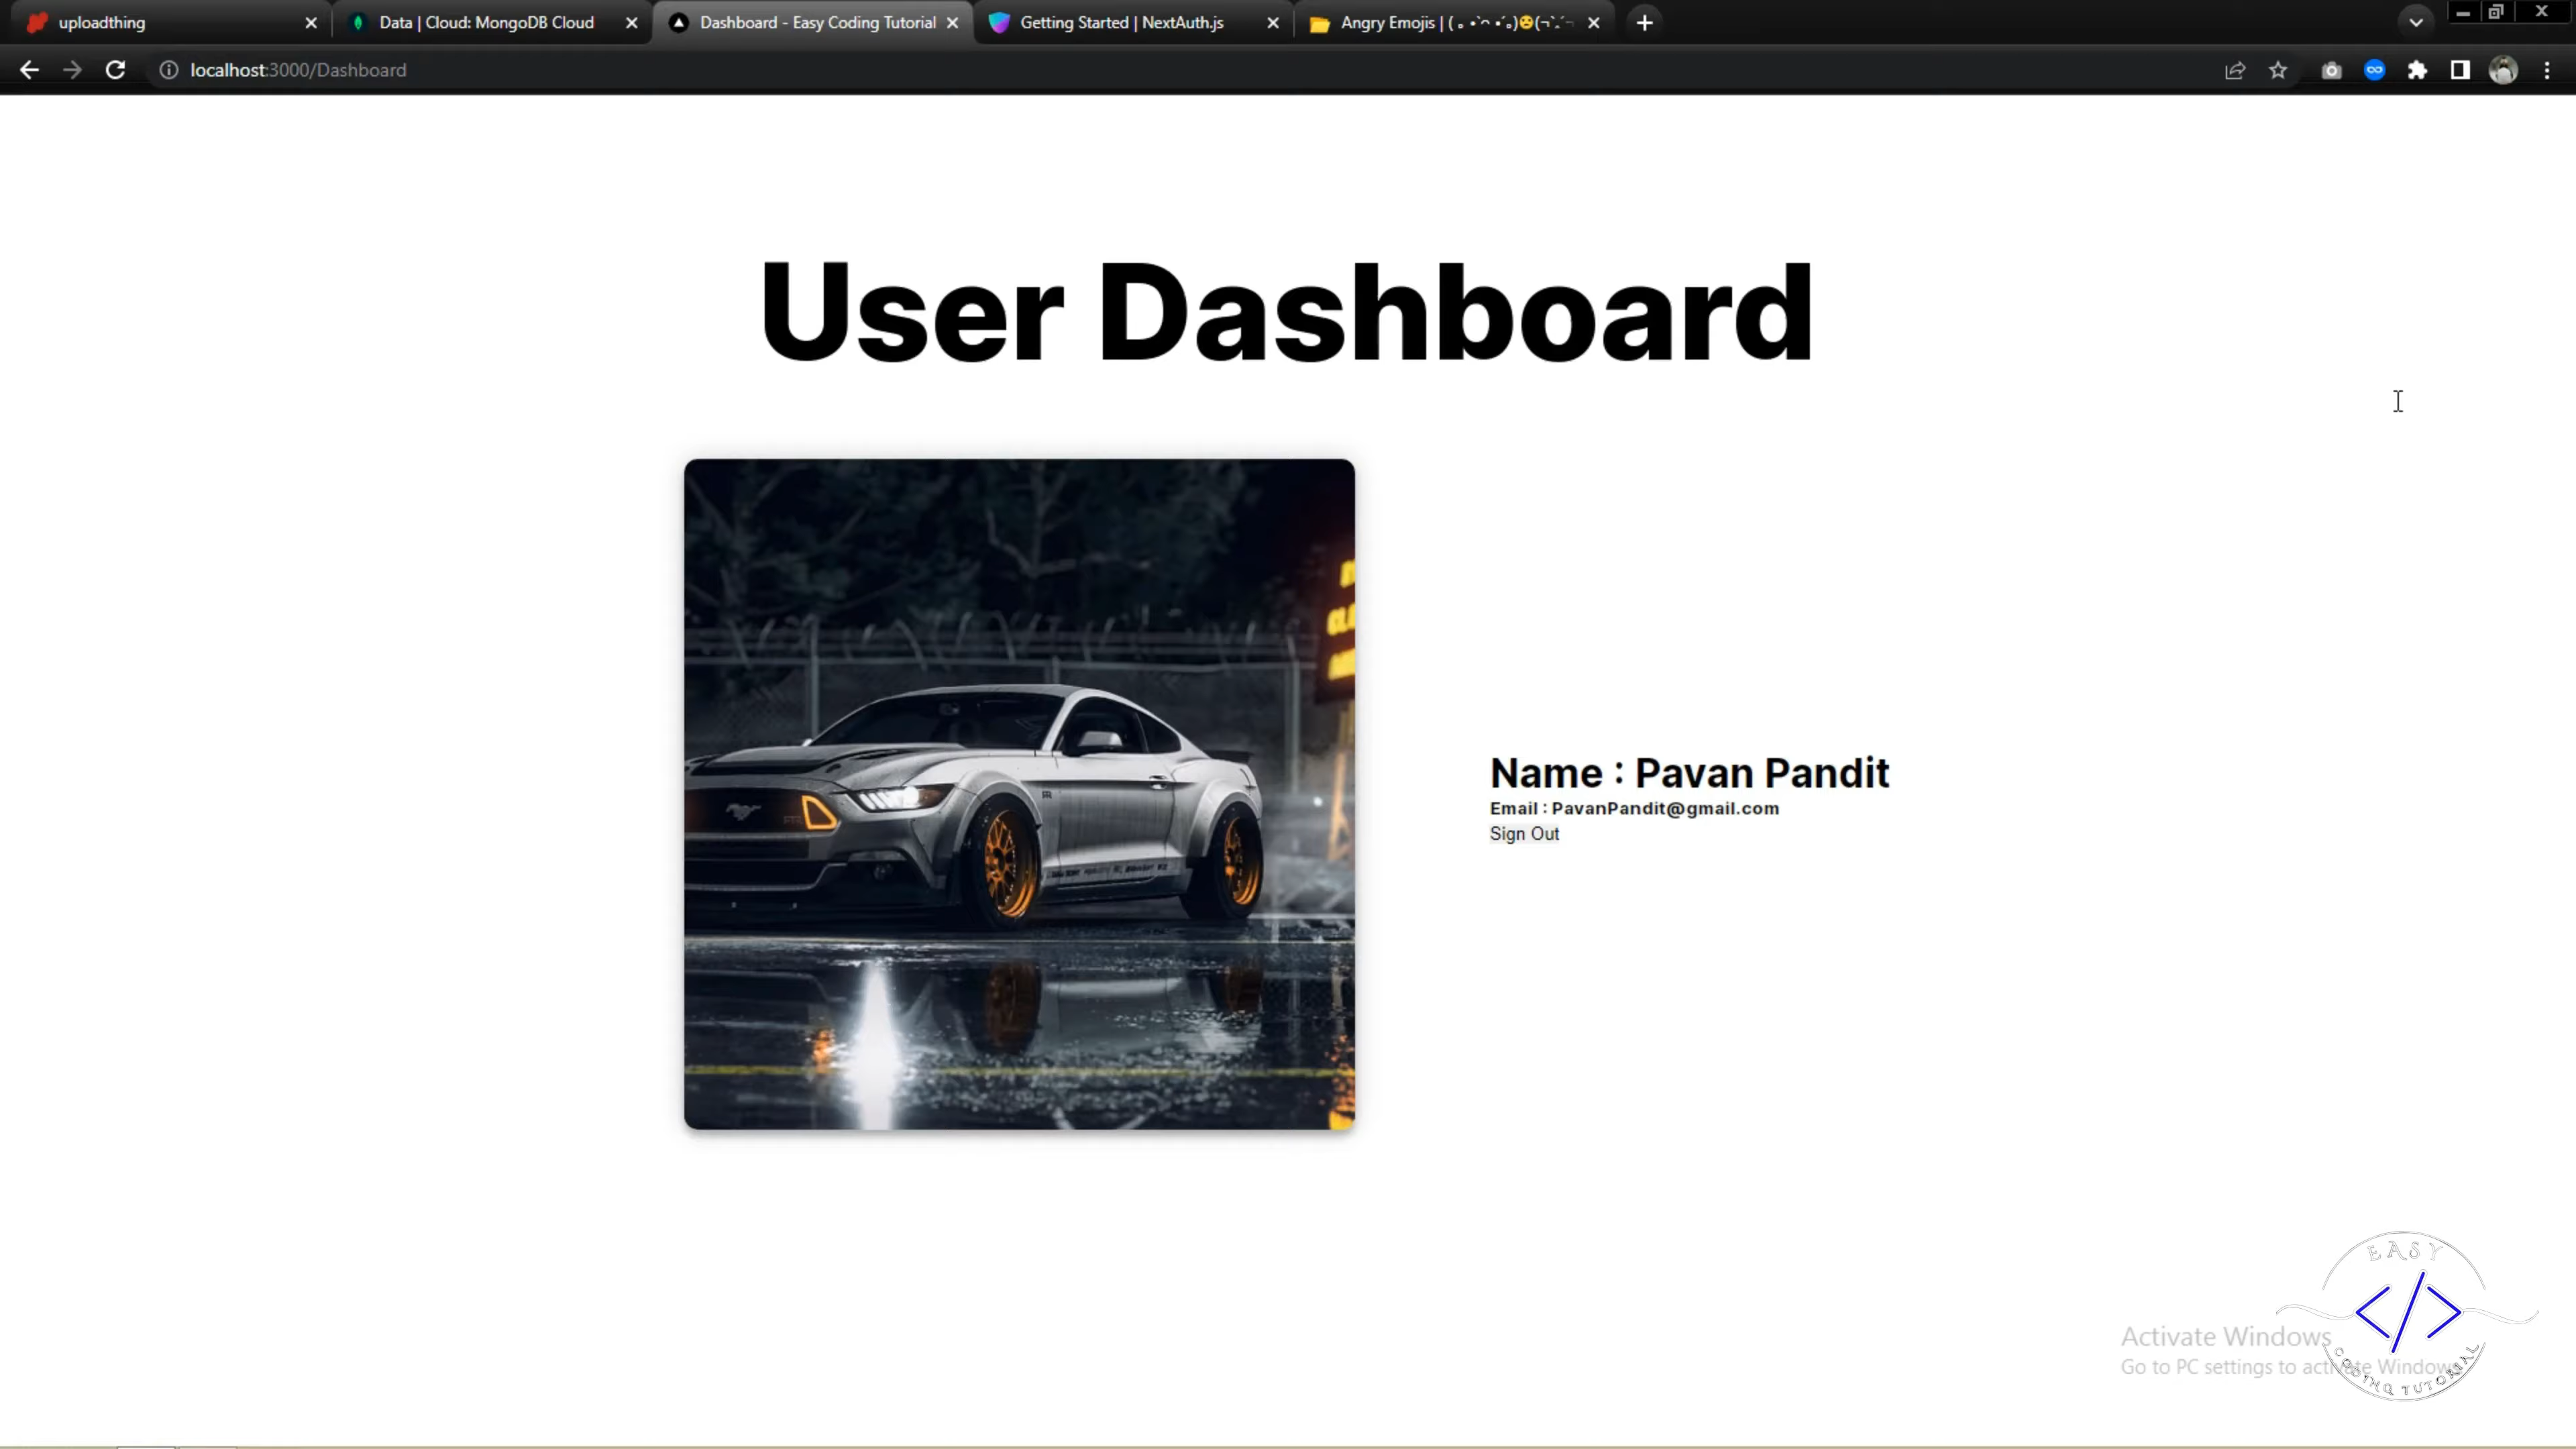 uploadthing
Data | Cloud: MongoDB Cloud
Dashboard - Easy Coding Tutorial
Getting Started | NextAuth.js
Angry Emojis |
localhost:3000/Dashboard
User Dashboard
Name : Pavan Pandit
Email : PavanPandit@gmail.com
Sign Out
EASY
Activate Windows
Go to PC settings to activate Windows
TUTORIAL